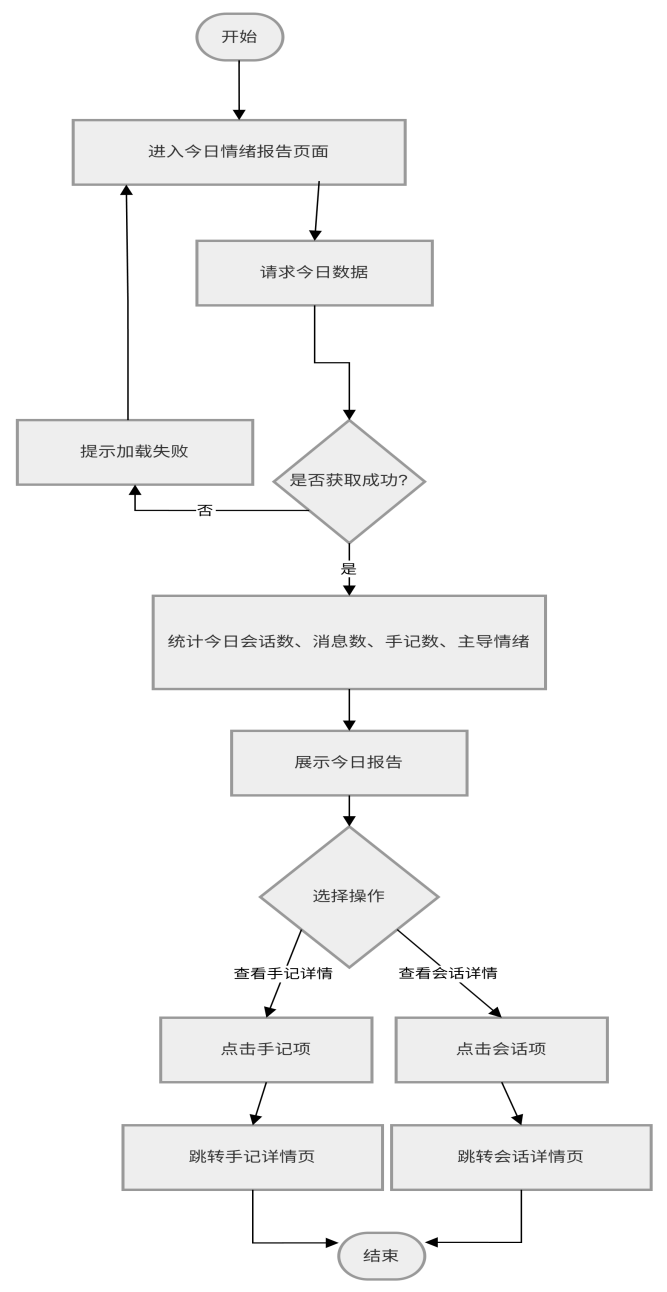 开始
进入今日情绪报告页面
请求今日数据
提示加载失败
是否获取成功?
否
是
统计今日会话数、消息数、手记数、主导情绪
展示今日报告
选择操作
查看手记详情
查看会话详情
点击手记项
点击会话项
跳转手记详情页
跳转会话详情页
结束